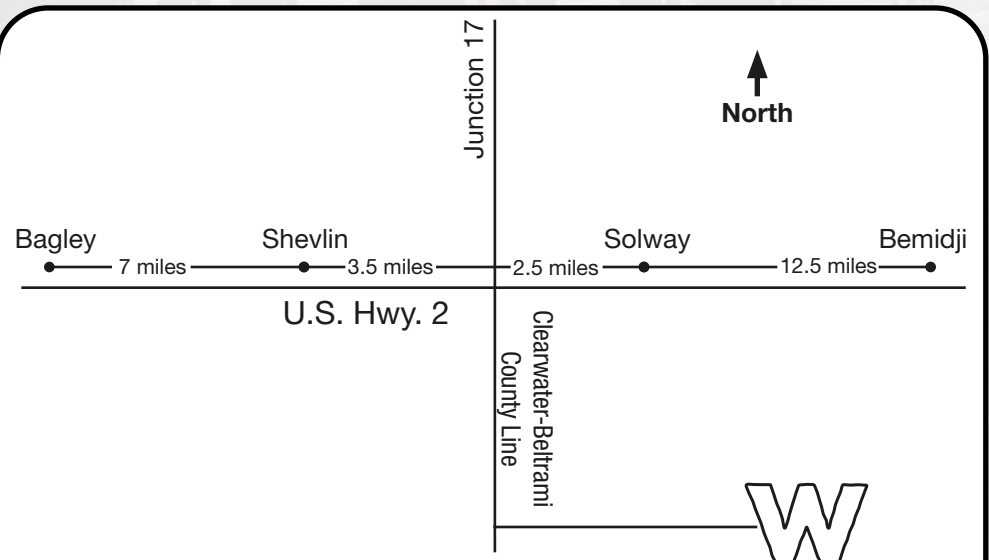 Junction 17
North
Bagley
Shevlin
Solway
Bemidji
7 miles
3.5 miles
2.5 miles
12.5 miles
U.S. Hwy. 2
Clearwater-Beltrami
County Line
W